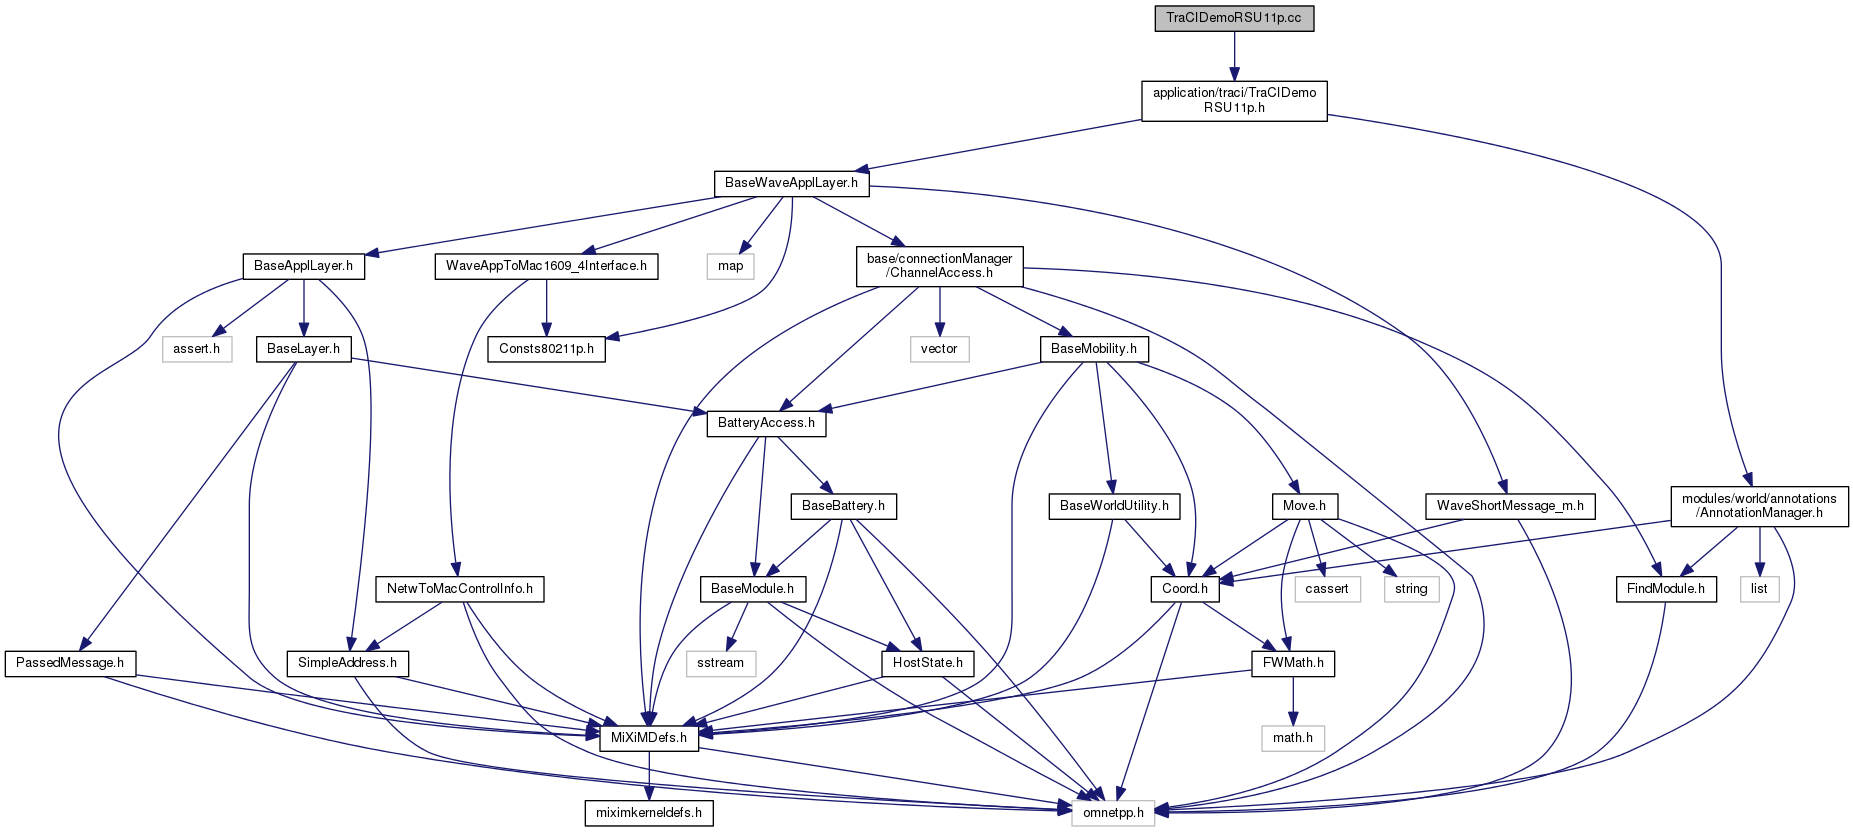 TraCIDemoRSU11p.cc
application/traci/TraCIDemo
RSU11p.h
BaseWaveApplLayer.h
BaseApplLayer.h
WaveAppToMac1609_4Interface.h
map
base/connectionManager
/ChannelAccess.h
assert.h
BaseLayer.h
Consts80211p.h
vector
BaseMobility.h
BatteryAccess.h
BaseBattery.h
BaseWorldUtility.h
Move.h
WaveShortMessage_m.h
modules/world/annotations
/AnnotationManager.h
NetwToMacControlInfo.h
BaseModule.h
Coord.h
cassert
string
FindModule.h
list
PassedMessage.h
SimpleAddress.h
sstream
HostState.h
FWMath.h
MiXiMDefs.h
math.h
miximkerneldefs.h
omnetpp.h